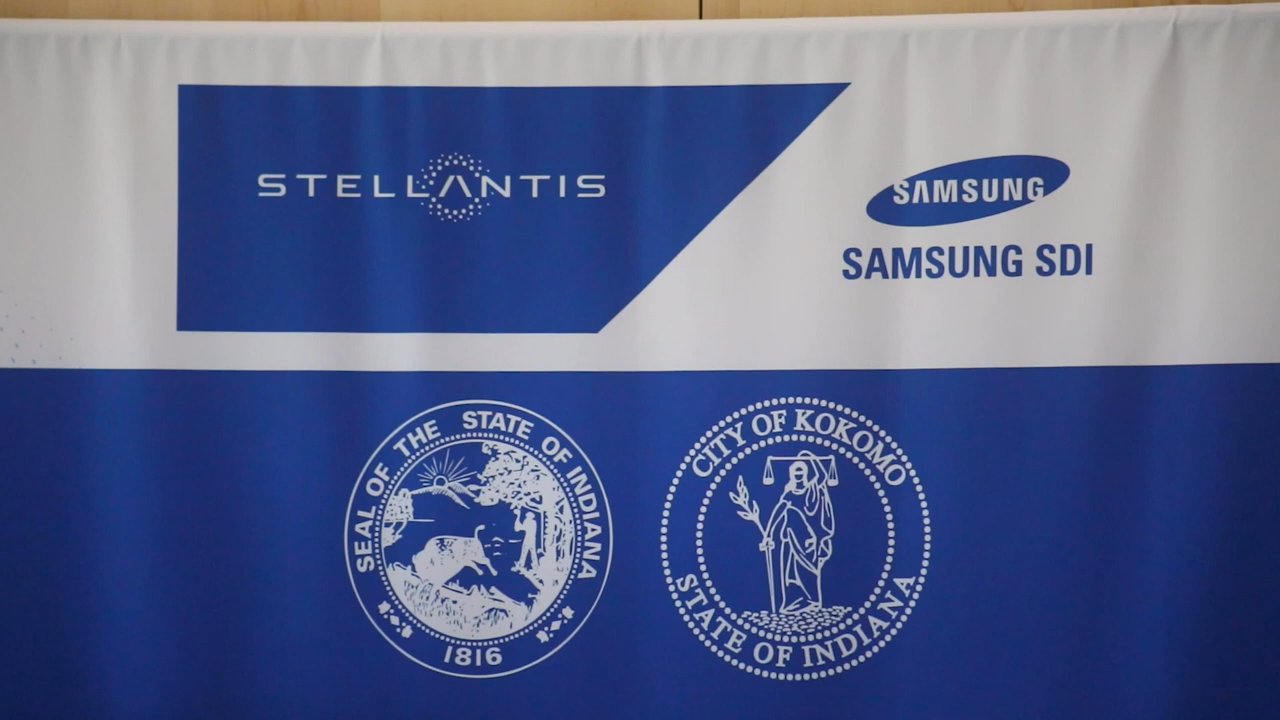 STELLANTIS
SAMSUNG
SAMSUNG SDI
SEAL OF THE STATE OF INDIANA
1816
CITY OF KOKOMO
STATE OF INDIANA